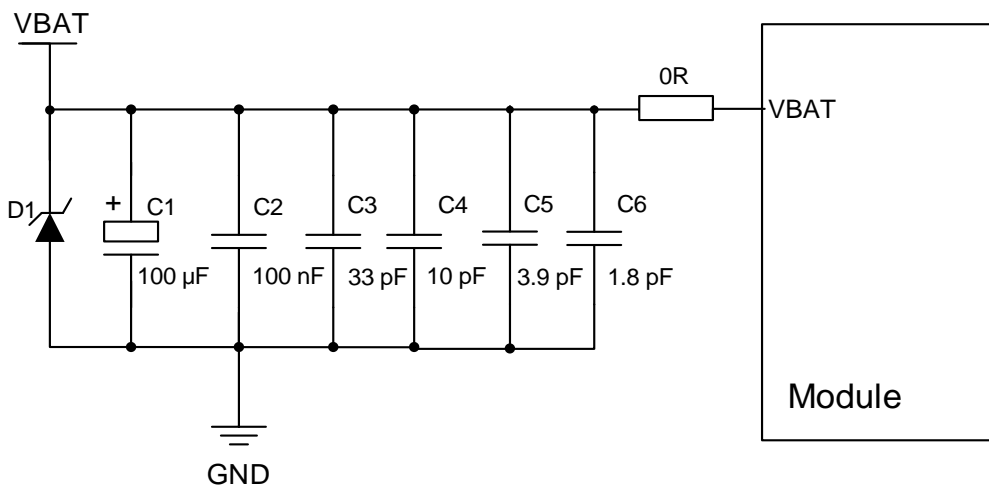 VBAT
0R
VBAT
D1
+
C1
C2
C3
C4
C5
C6
100 µF
100 nF
33 pF
10 pF
3.9 pF
1.8 pF
Module
GND